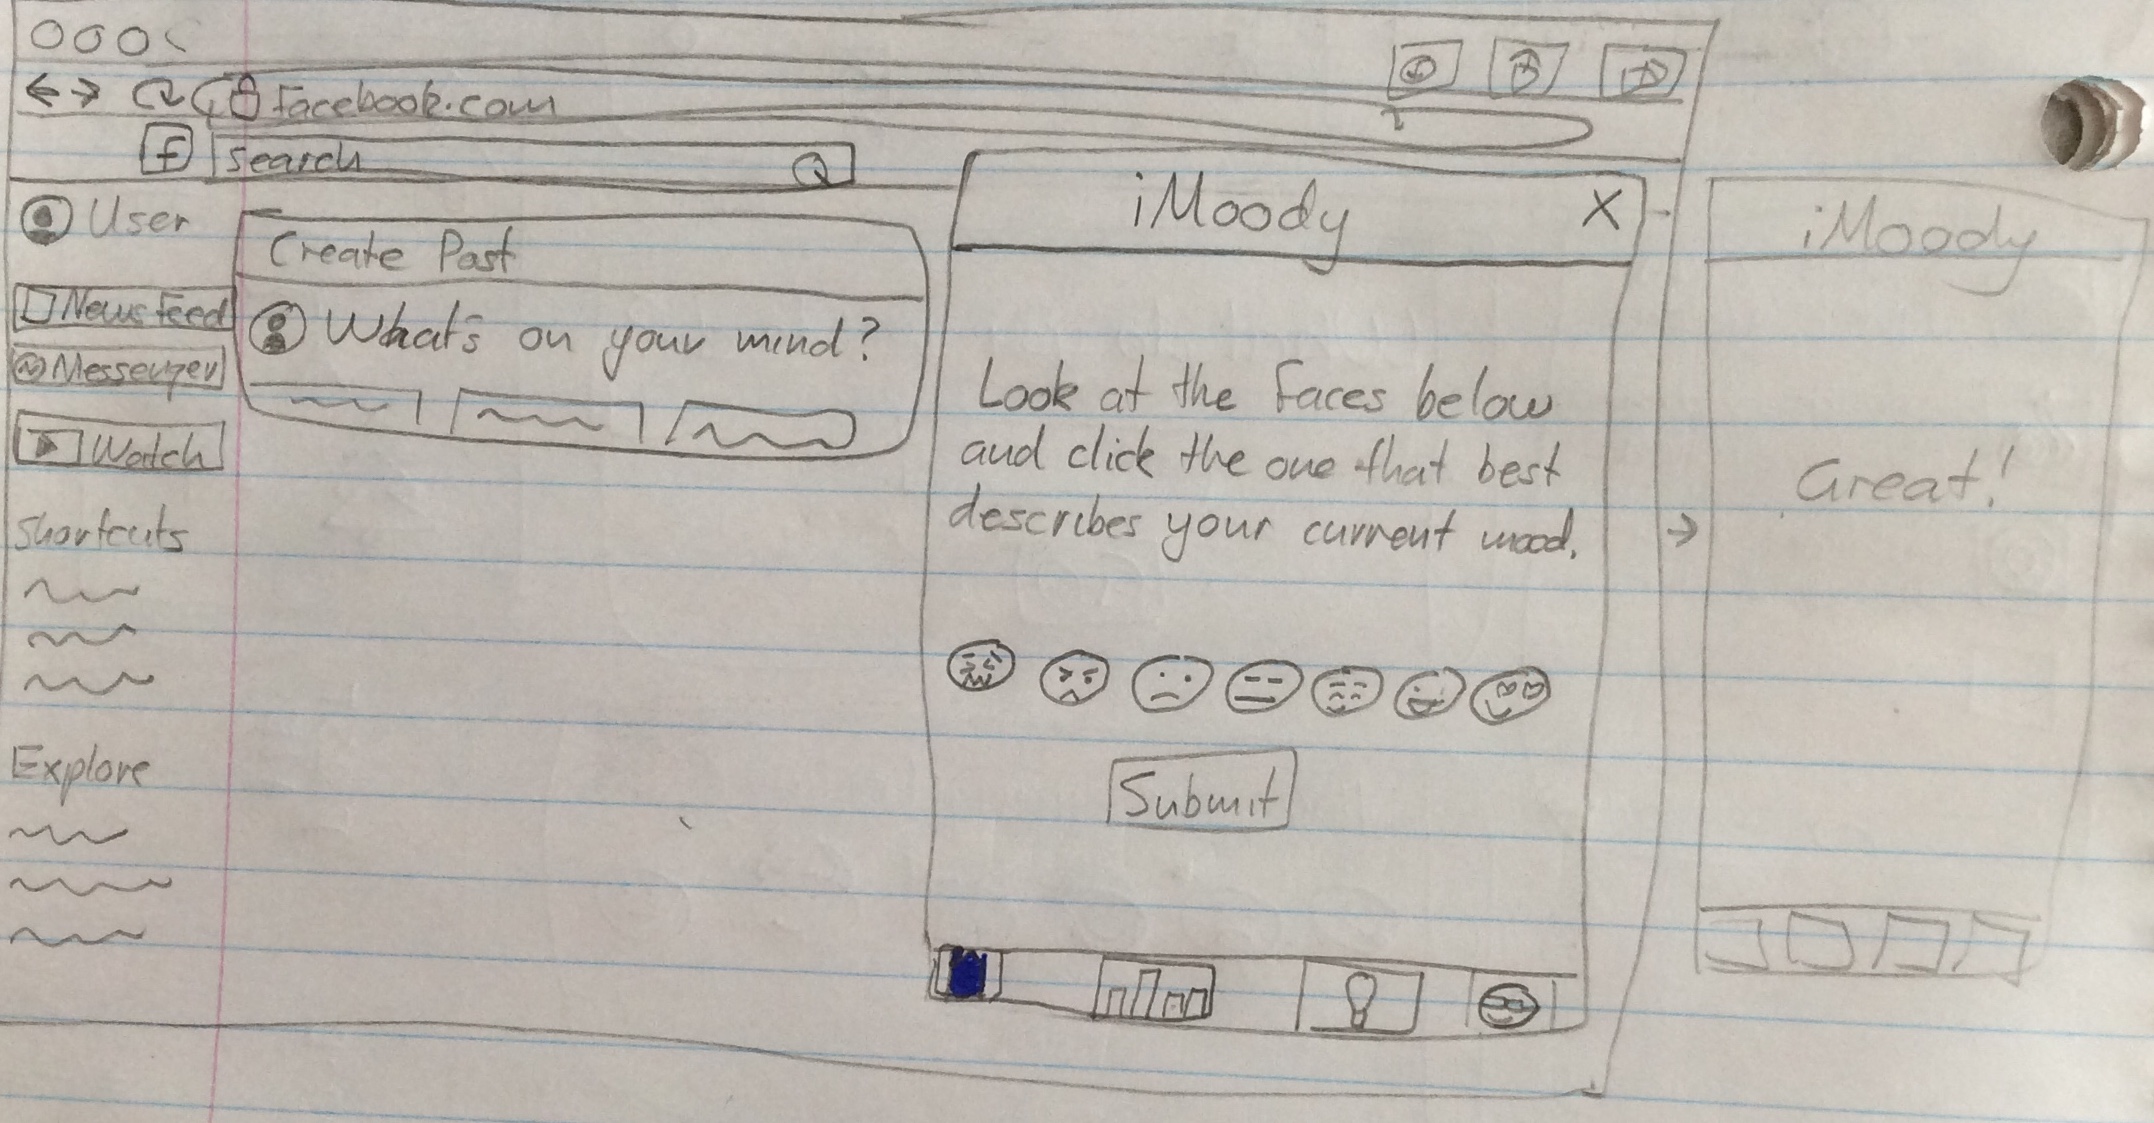 facebook.com
f search
User
Create Post
News Feed
What's on your mind?
Messenger
Watch
Shortcuts
Explore
iMoody X
Look at the faces below
and click the one that best
describes your current mood.
Submit
iMoody
Great!